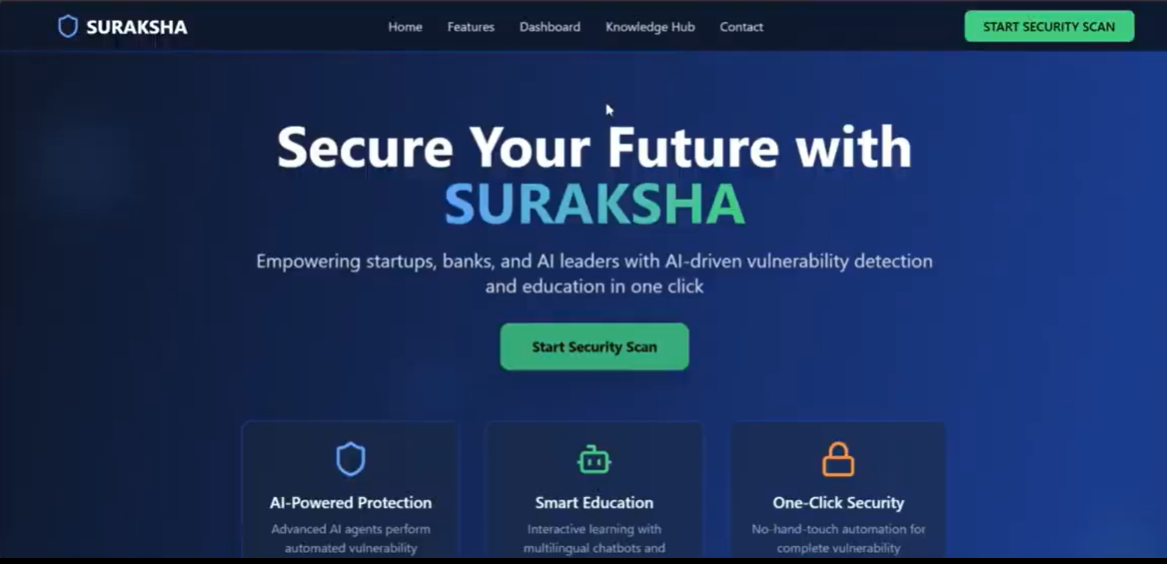 SURAKSHA
Home
Features
Dashboard
Knowledge Hub
Contact
START SECURITY SCAN
Secure Your Future with
SURAKSHA
Empowering startups, banks, and AI leaders with AI-driven vulnerability detection
and education in one click
Start Security Scan
AI-Powered Protection
Advanced AI agents perform
automated vulnerability
Smart Education
Interactive learning with
multilingual chatbots and
One-Click Security
No-hand-touch automation for
complete vulnerability